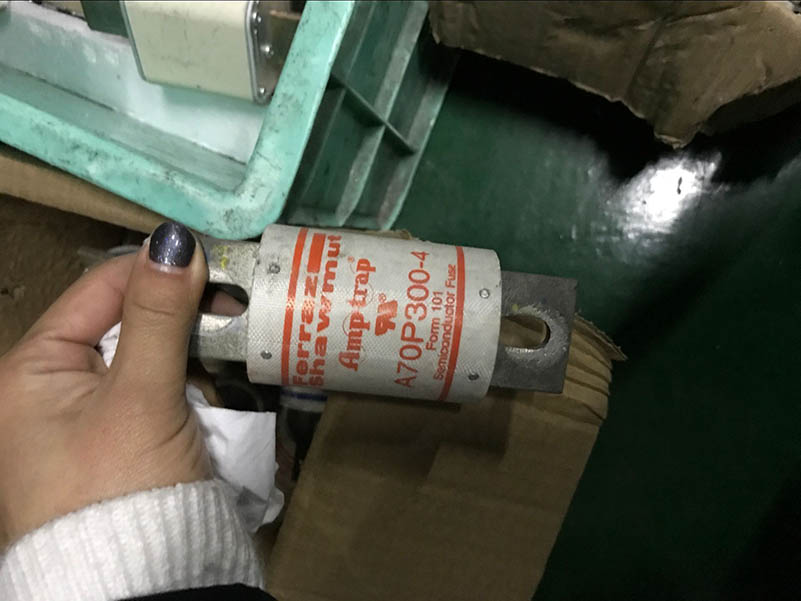 Ferraz
Shawmut
Amp-trap®
A70P300-4
Form 101
Semiconductor Fuse